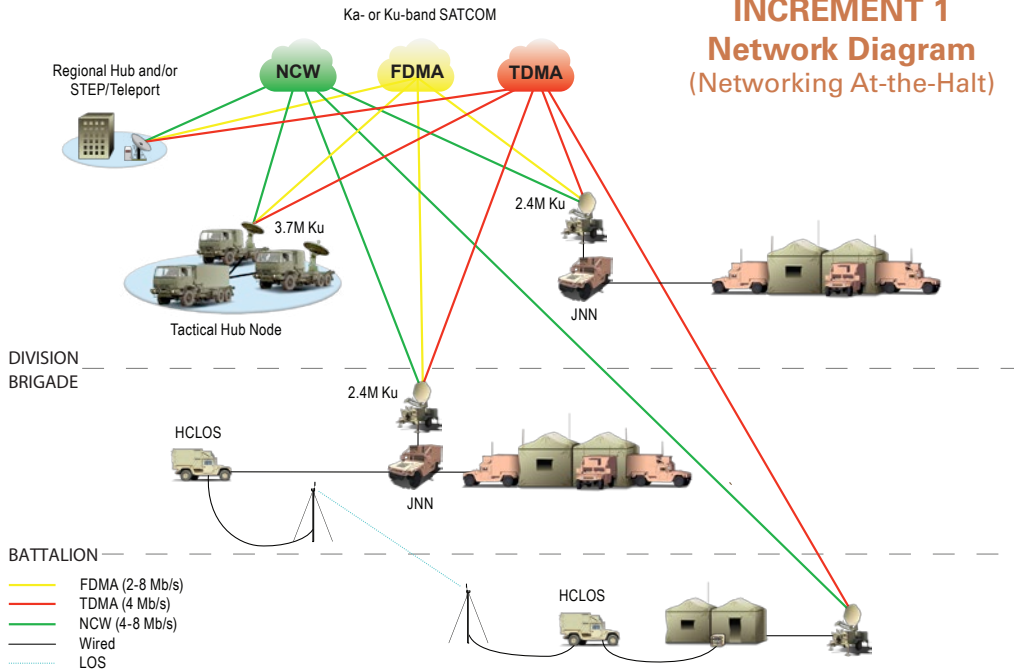 Ka- or Ku-band SATCOM
INCREMENT 1
Network Diagram
(Networking At-the-Halt)
NCW
FDMA
TDMA
Regional Hub and/or
STEP/Teleport
2.4M Ku
3.7M Ku
JNN
Tactical Hub Node
DIVISION
BRIGADE
2.4M Ku
HCLOS
JNN
BATTALION
FDMA (2-8 Mb/s)
TDMA (4 Mb/s)
NCW (4-8 Mb/s)
Wired
LOS
HCLOS